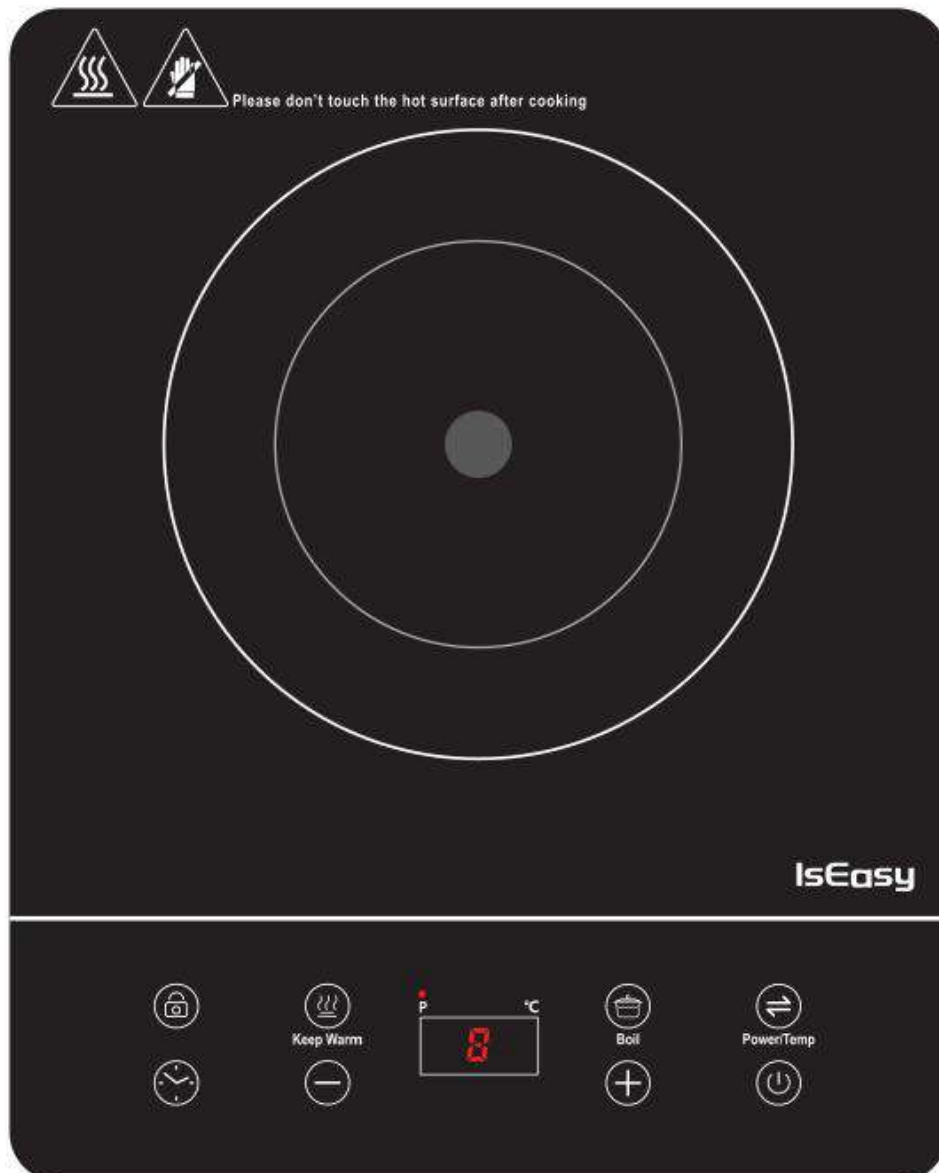 Please don't touch the hot surface after cooking
IsEasy
P °C
Keep Warm 8 Boil Power/Temp